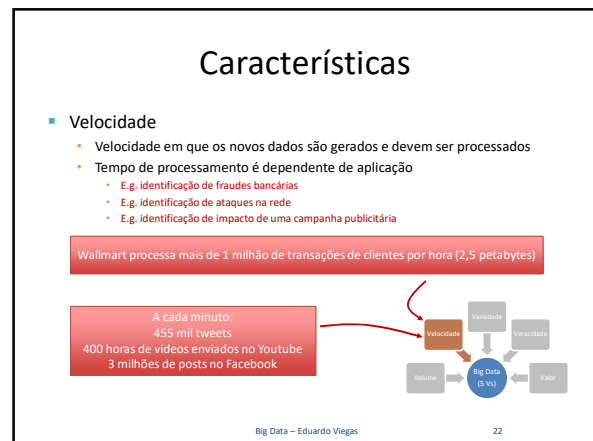 Características
Velocidade
Velocidade em que os novos dados são gerados e devem ser processados
Tempo de processamento é dependente de aplicação
E.g. identificação de fraudes bancárias
E.g. identificação de ataques na rede
E.g. identificação de impacto de uma campanha publicitária
Wallmart processa mais de 1 milhão de transações de clientes por hora (2,5 petabytes)
A cada minuto:
455 mil tweets
400 horas de vídeos enviados no Youtube
3 milhões de posts no Facebook
Volume
Velocidade
Variedade
Veracidade
Valor
Big Data
(5 Vs)
Big Data – Eduardo Viegas
22